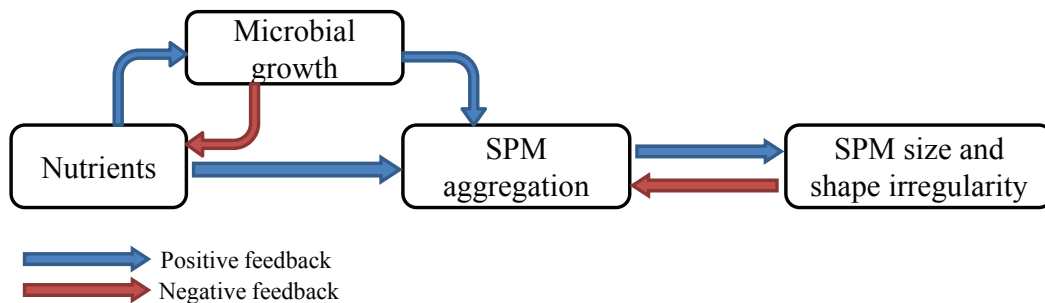 Microbial
growth
Nutrients
SPM
aggregation
SPM size and
shape irregularity
Positive feedback
Negative feedback